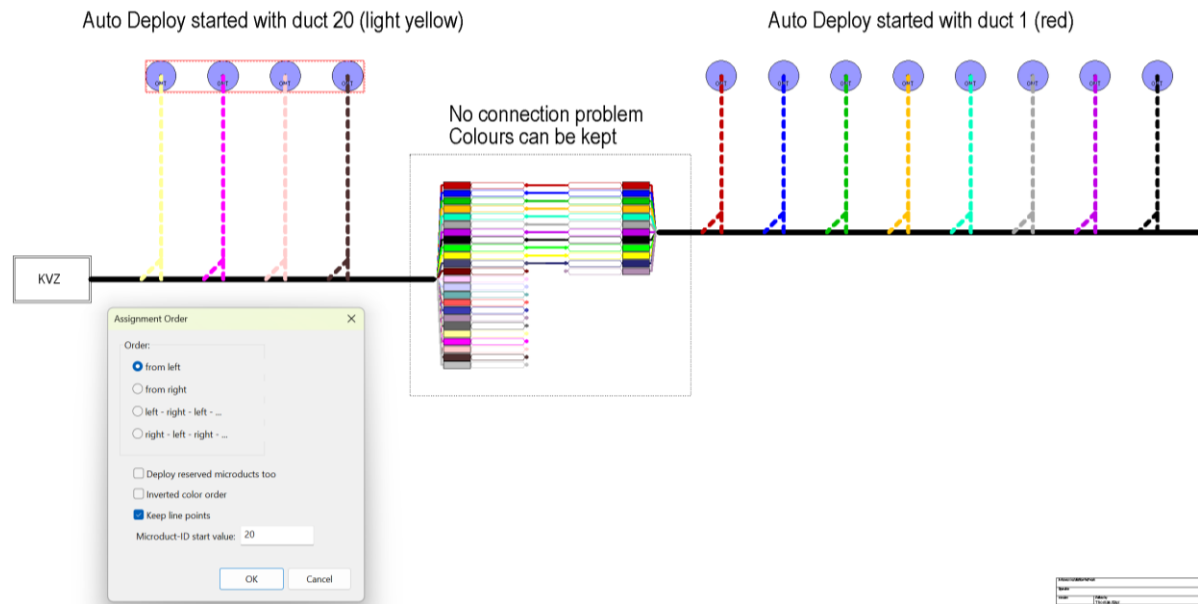 Auto Deploy started with duct 20 (light yellow)
Auto Deploy started with duct 1 (red)
No connection problem
Colours can be kept
KVZ
Assignment Order
Order:
from left
from right
left - right - left - ...
right - left - right - ...
Deploy reserved microducts too
Inverted color order
Keep line points
Microduct-ID start value: 20
OK
Cancel